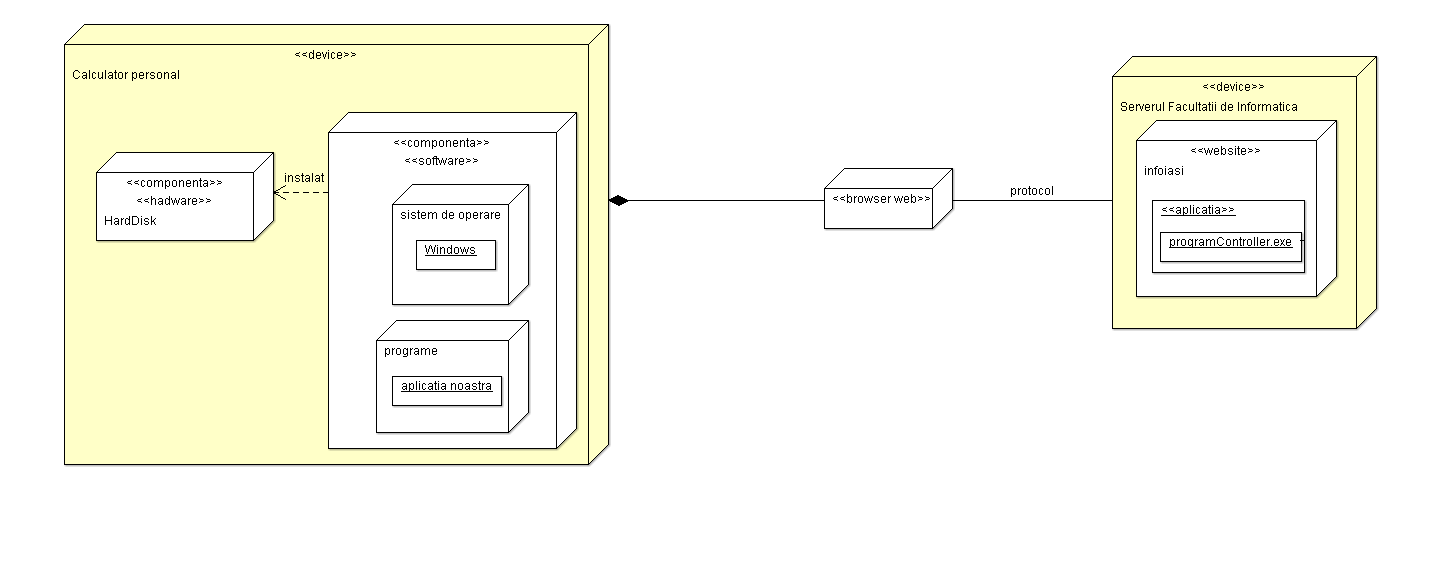 <<device>>
Calculator personal
<<componenta>>
<<hadware>>
HardDisk
instalat
<<componenta>>
<<software>>
sistem de operare
Windows
programe
aplicatia noastra
<<browser web>>
protocol
<<device>>
Serverul Facultatii de Informatica
<<website>>
infoiasi
<<aplicatia>>
programController.exe